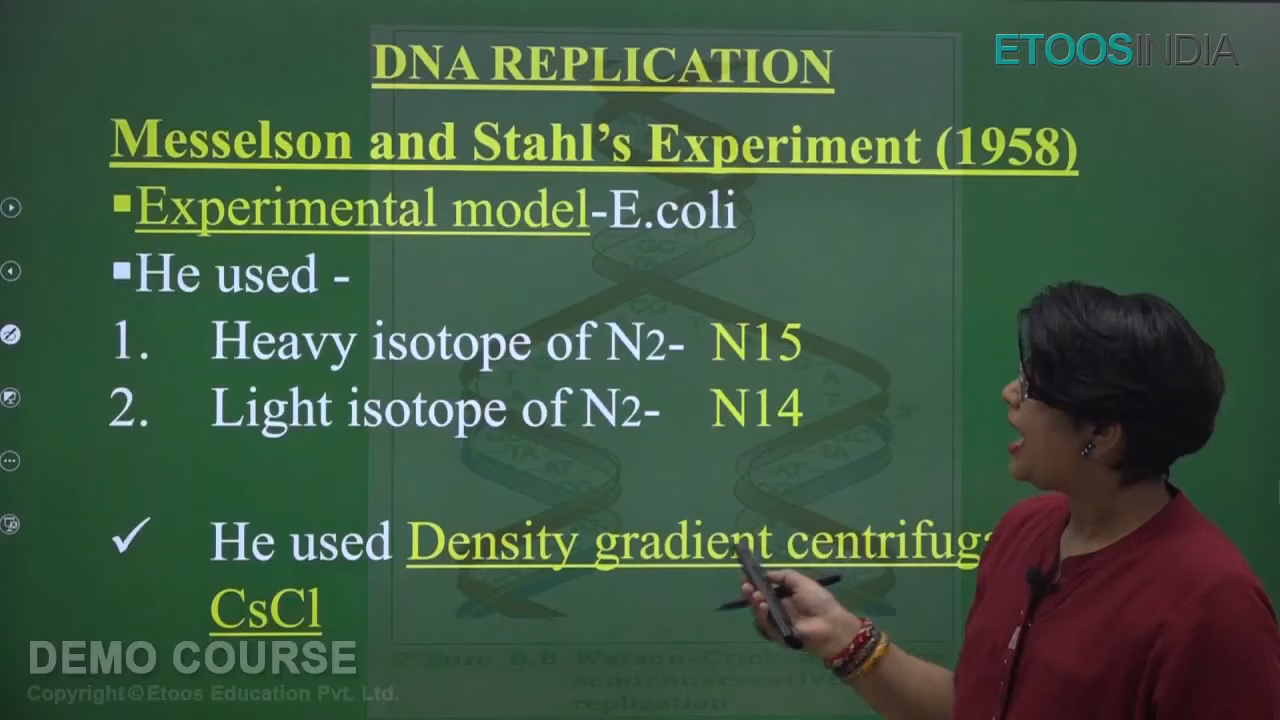 ETOOSINDIA
DNA REPLICATION
Messelson and Stahl’s Experiment (1958)
▪Experimental model-E.coli
▪He used -
1. Heavy isotope of N2- N15
2. Light isotope of N2- N14
✓ He used Density gradient
CsCl
DEMO COURSE
Copyright © Etoos Education Pvt. Ltd.
replication